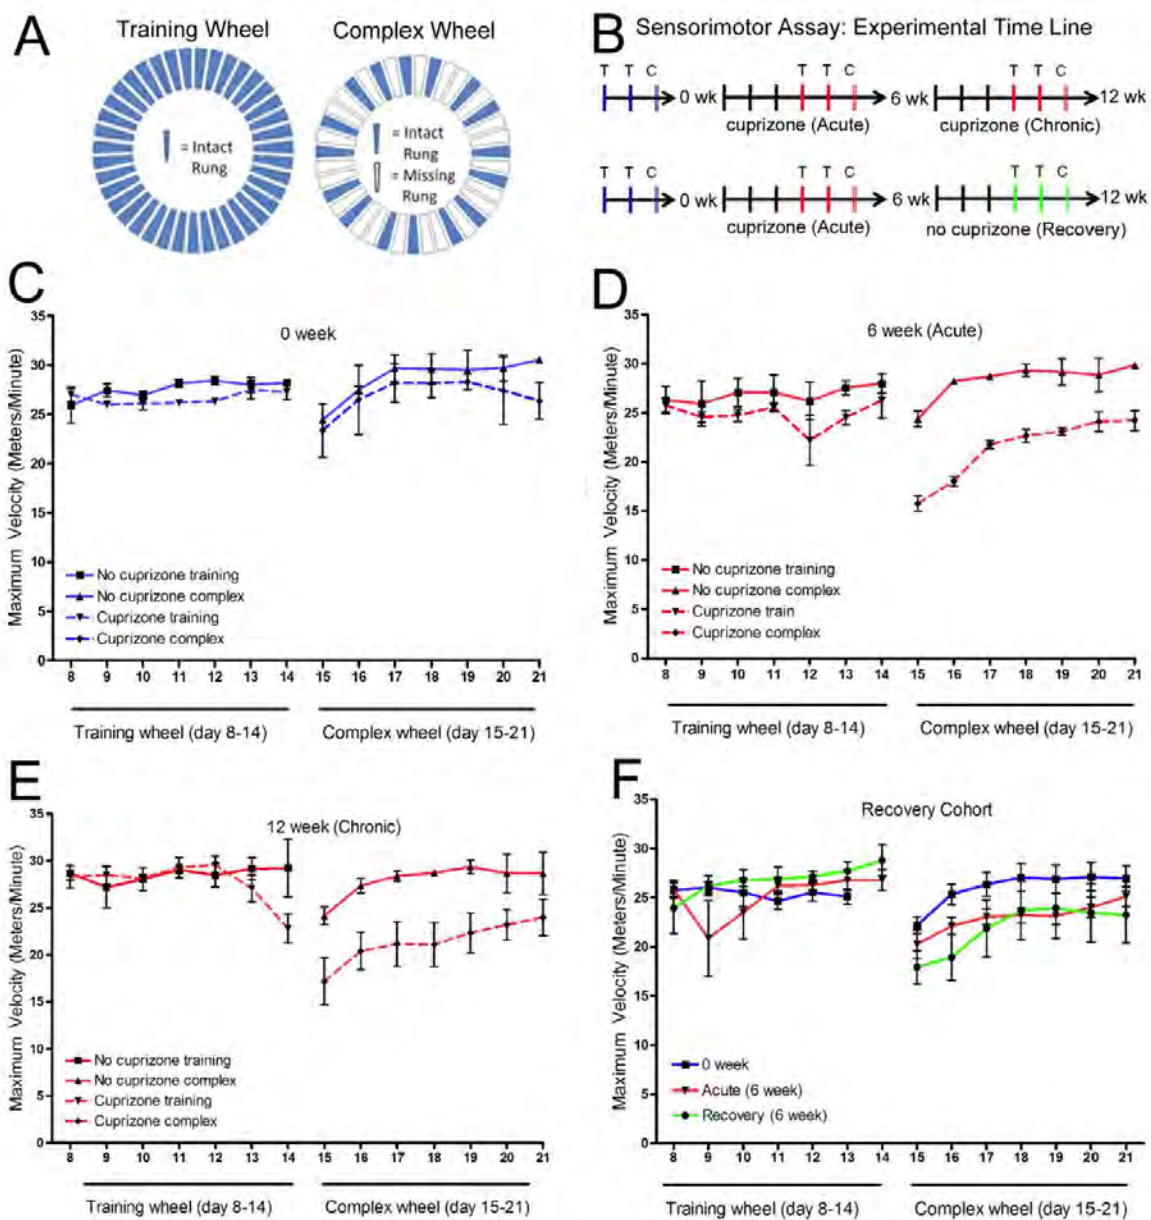 A
Training Wheel
= Intact
Rung
Complex Wheel
= Intact
Rung
= Missing
Rung
B
Sensorimotor Assay: Experimental Time Line
T T C T T C T T C
0 wk 6 wk 12 wk
cuprizone (Acute) cuprizone (Chronic)
T T C T T C T T C
0 wk 6 wk 12 wk
cuprizone (Acute) no cuprizone (Recovery)
C
0 week
Maximum Velocity (Meters/Minute)
35
30
25
20
15
10
5
0
No cuprizone training
No cuprizone complex
Cuprizone training
Cuprizone complex
8 9 10 11 12 13 14 15 16 17 18 19 20 21
Training wheel (day 8-14) Complex wheel (day 15-21)
D
6 week (Acute)
Maximum Velocity (Meters/Minute)
35
30
25
20
15
10
5
0
No cuprizone training
No cuprizone complex
Cuprizone train
Cuprizone complex
8 9 10 11 12 13 14 15 16 17 18 19 20 21
Training wheel (day 8-14) Complex wheel (day 15-21)
E
12 week (Chronic)
Maximum Velocity (Meters/Minute)
35
30
25
20
15
10
5
0
No cuprizone training
No cuprizone complex
Cuprizone training
Cuprizone complex
8 9 10 11 12 13 14 15 16 17 18 19 20 21
Training wheel (day 8-14) Complex wheel (day 15-21)
F
Recovery Cohort
Maximum Velocity (Meters/Minute)
35
30
25
20
15
10
5
0
0 week
Acute (6 week)
Recovery (6 week)
8 9 10 11 12 13 14 15 16 17 18 19 20 21
Training wheel (day 8-14) Complex wheel (day 15-21)